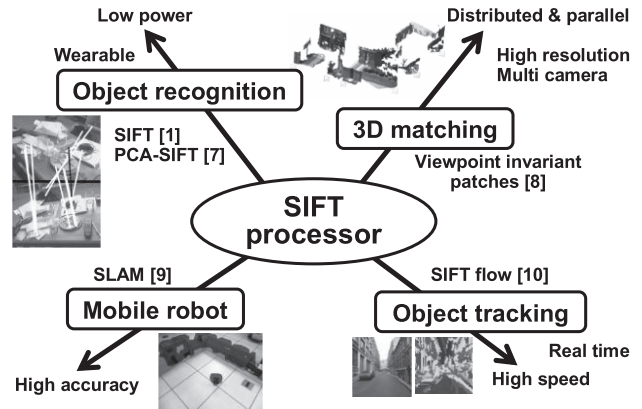 Low power
Distributed & parallel
Wearable
High resolution
Multi camera
Object recognition
3D matching
SIFT [1]
PCA-SIFT [7]
Viewpoint invariant
patches [8]
SIFT
processor
SLAM [9]
SIFT flow [10]
Mobile robot
Object tracking
Real time
High accuracy
High speed